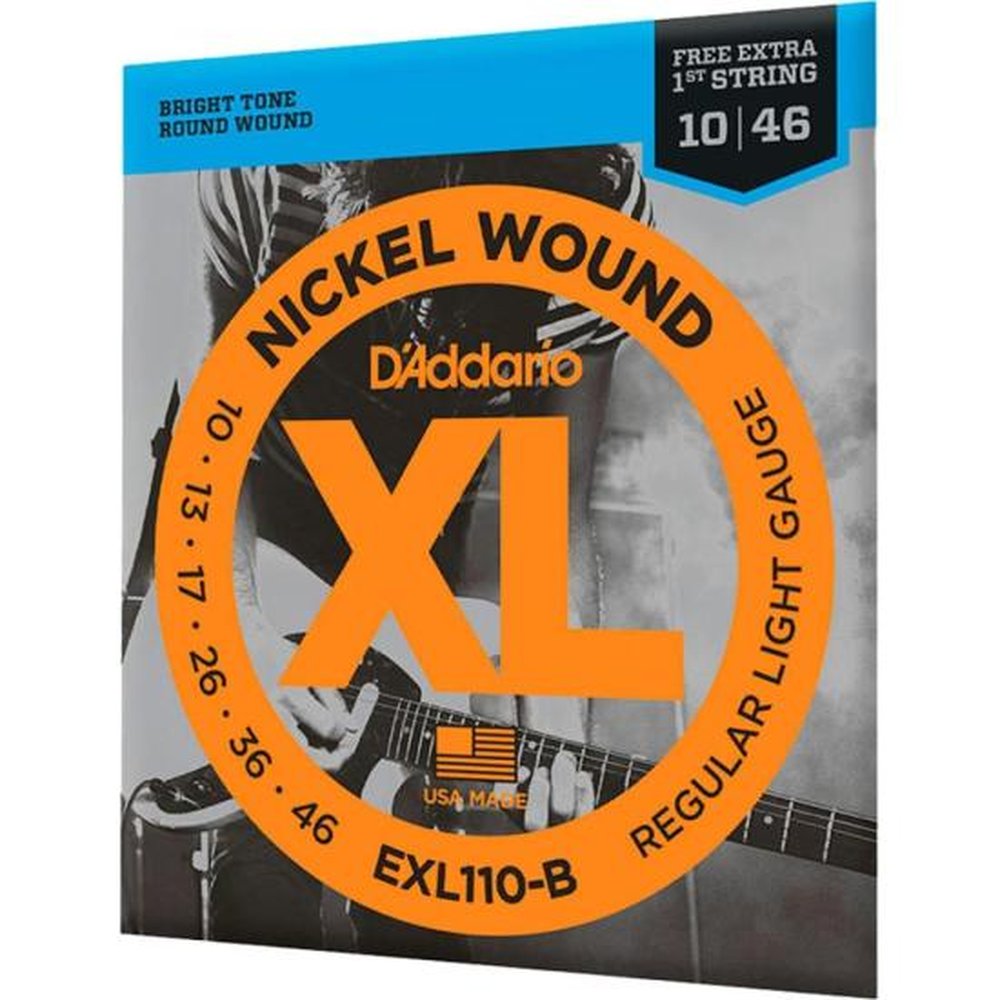 BRIGHT TONE
ROUND WOUND
FREE EXTRA
1ST STRING
10|46
NICKEL WOUND
D'Addario
XL
10 · 13 · 17 · 26 · 36 · 46
REGULAR LIGHT GAUGE
USA MADE
EXL110-B